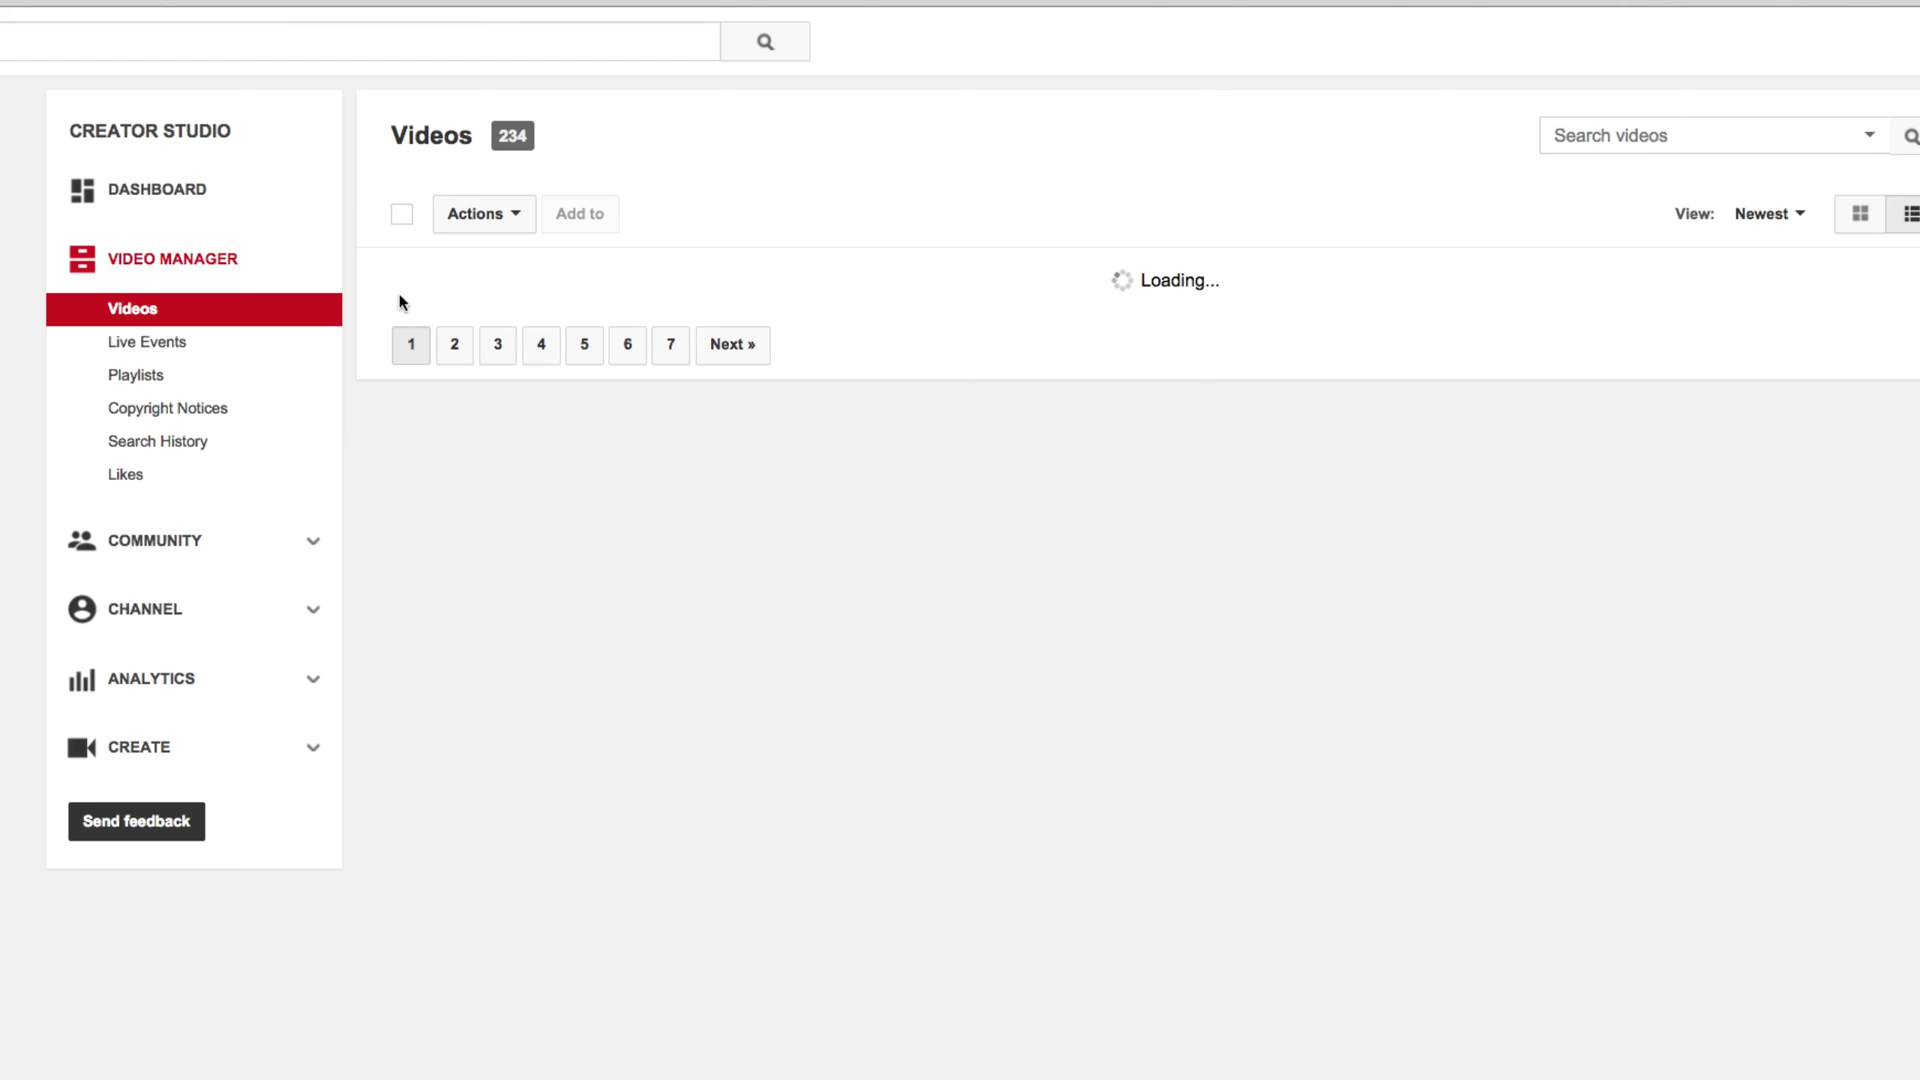 CREATOR STUDIO
DASHBOARD
VIDEO MANAGER
Videos
Live Events
Playlists
Copyright Notices
Search History
Likes
COMMUNITY
CHANNEL
ANALYTICS
CREATE
Send feedback
Videos 234
Search videos
Actions Add to
View: Newest
Loading...
1 2 3 4 5 6 7 Next »